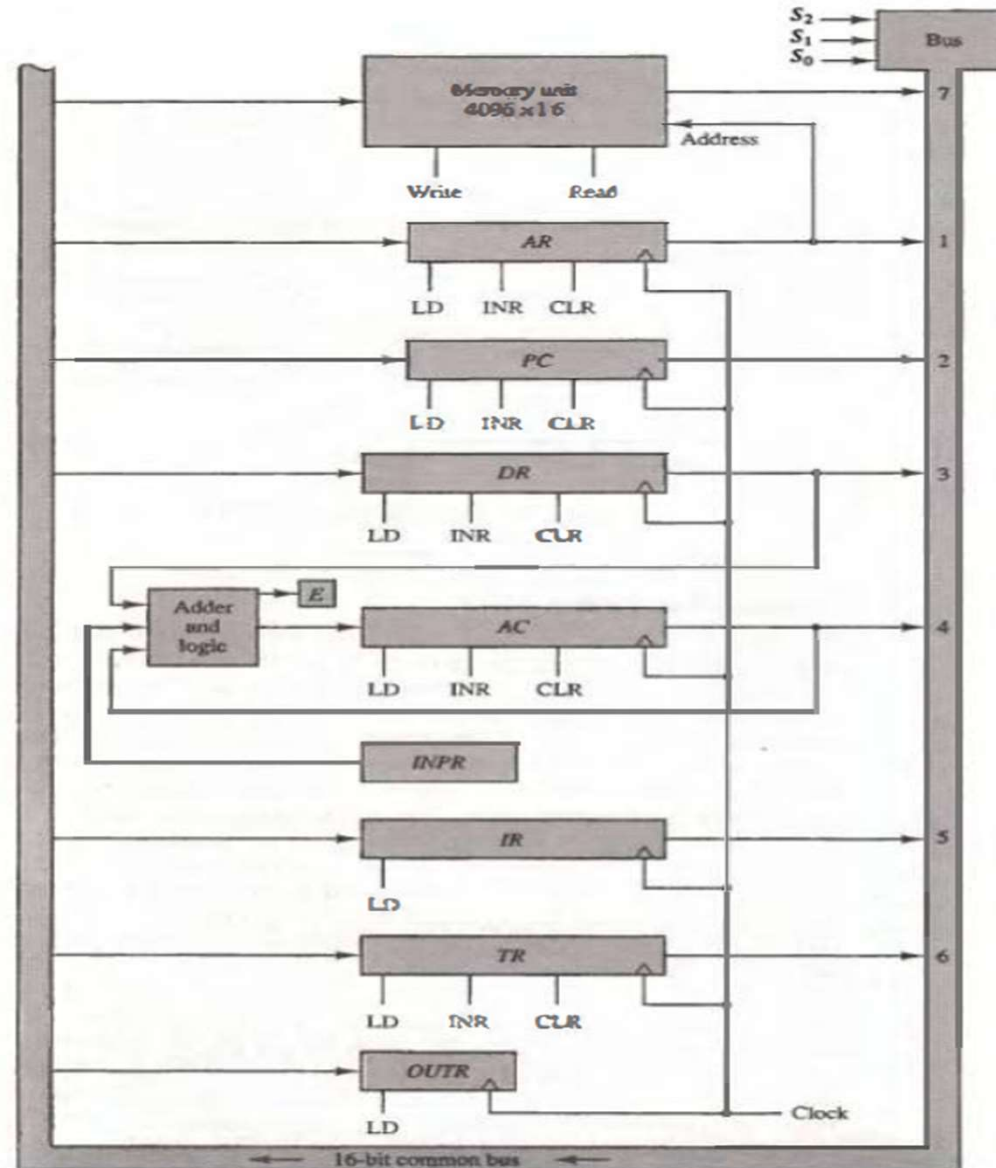 S2
S1
S0
Bus
Memory unit
4096 x 16
7
Address
Write
Read
AR
1
LD
INR
CLR
PC
2
LD
INR
CLR
DR
3
LD
INR
CLR
Adder
and
logic
E
AC
4
LD
INR
CLR
INPR
IR
5
LD
TR
6
LD
INR
CLR
OUTR
LD
Clock
16-bit common bus